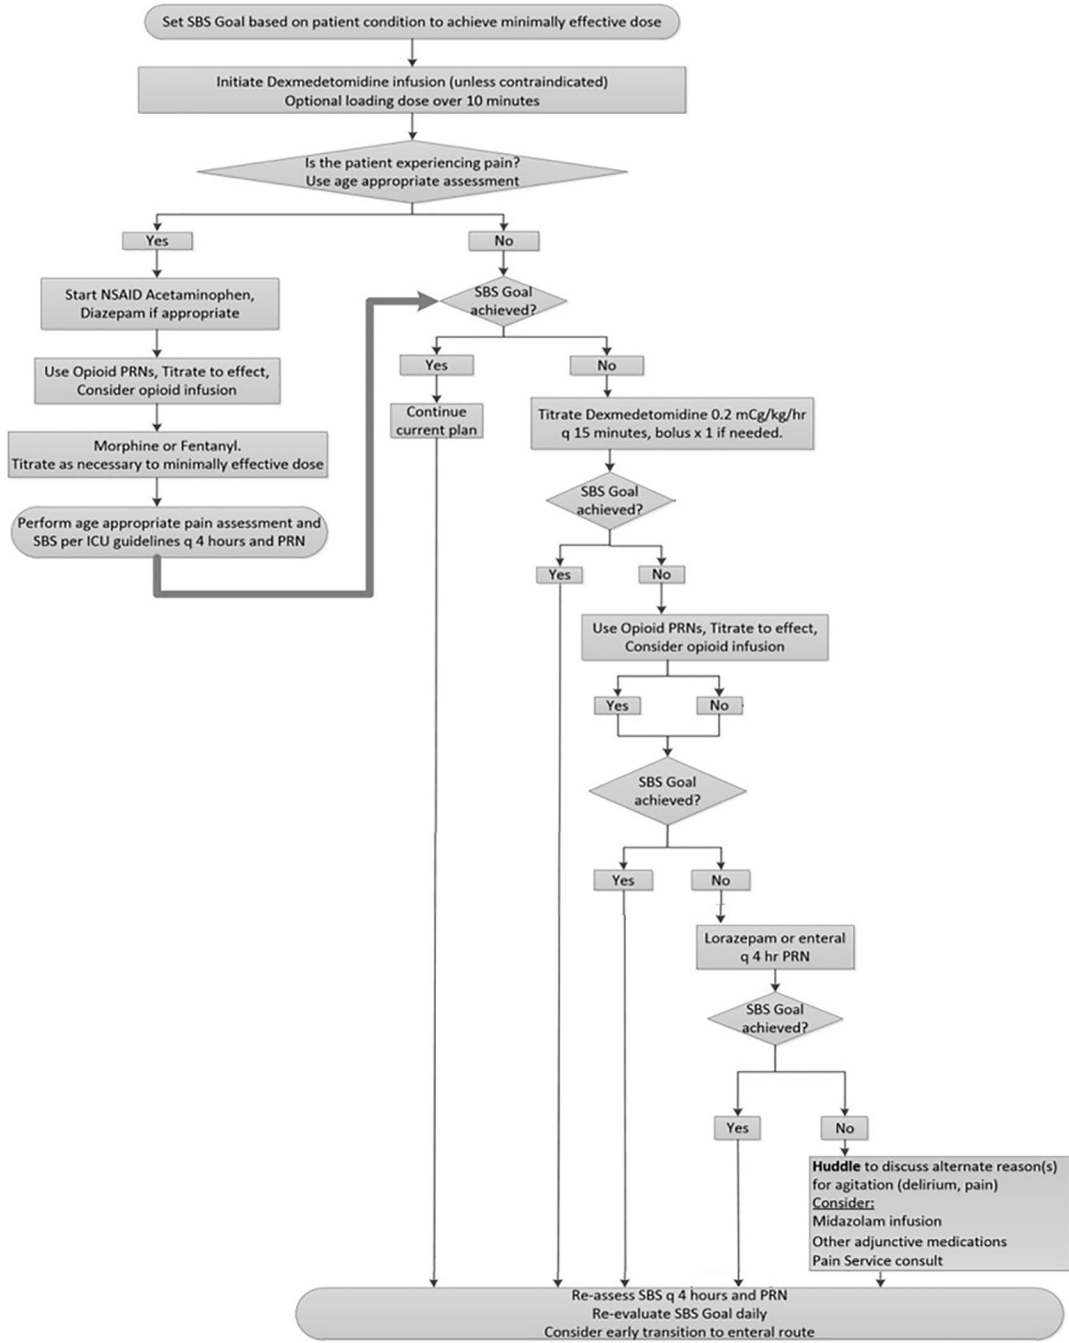 Set SBS Goal based on patient condition to achieve minimally effective dose
Initiate Dexmedetomidine infusion (unless contraindicated)
Optional loading dose over 10 minutes
Is the patient experiencing pain?
Use age appropriate assessment
Yes
No
Start NSAID Acetaminophen,
Diazepam if appropriate
Use Opioid PRNs, Titrate to effect,
Consider opioid infusion
Morphine or Fentanyl.
Titrate as necessary to minimally effective dose
Perform age appropriate pain assessment and
SBS per ICU guidelines q 4 hours and PRN
SBS Goal
achieved?
Yes
No
Continue
current plan
Titrate Dexmedetomidine 0.2 mCg/kg/hr
q 15 minutes, bolus x 1 if needed.
SBS Goal
achieved?
Yes
No
Use Opioid PRNs, Titrate to effect,
Consider opioid infusion
Yes
No
SBS Goal
achieved?
Yes
No
Lorazepam or enteral
q 4 hr PRN
SBS Goal
achieved?
Yes
No
Huddle to discuss alternate reason(s)
for agitation (delirium, pain)
Consider:
Midazolam infusion
Other adjunctive medications
Pain Service consult
Re-assess SBS q 4 hours and PRN
Re-evaluate SBS Goal daily
Consider early transition to enteral route